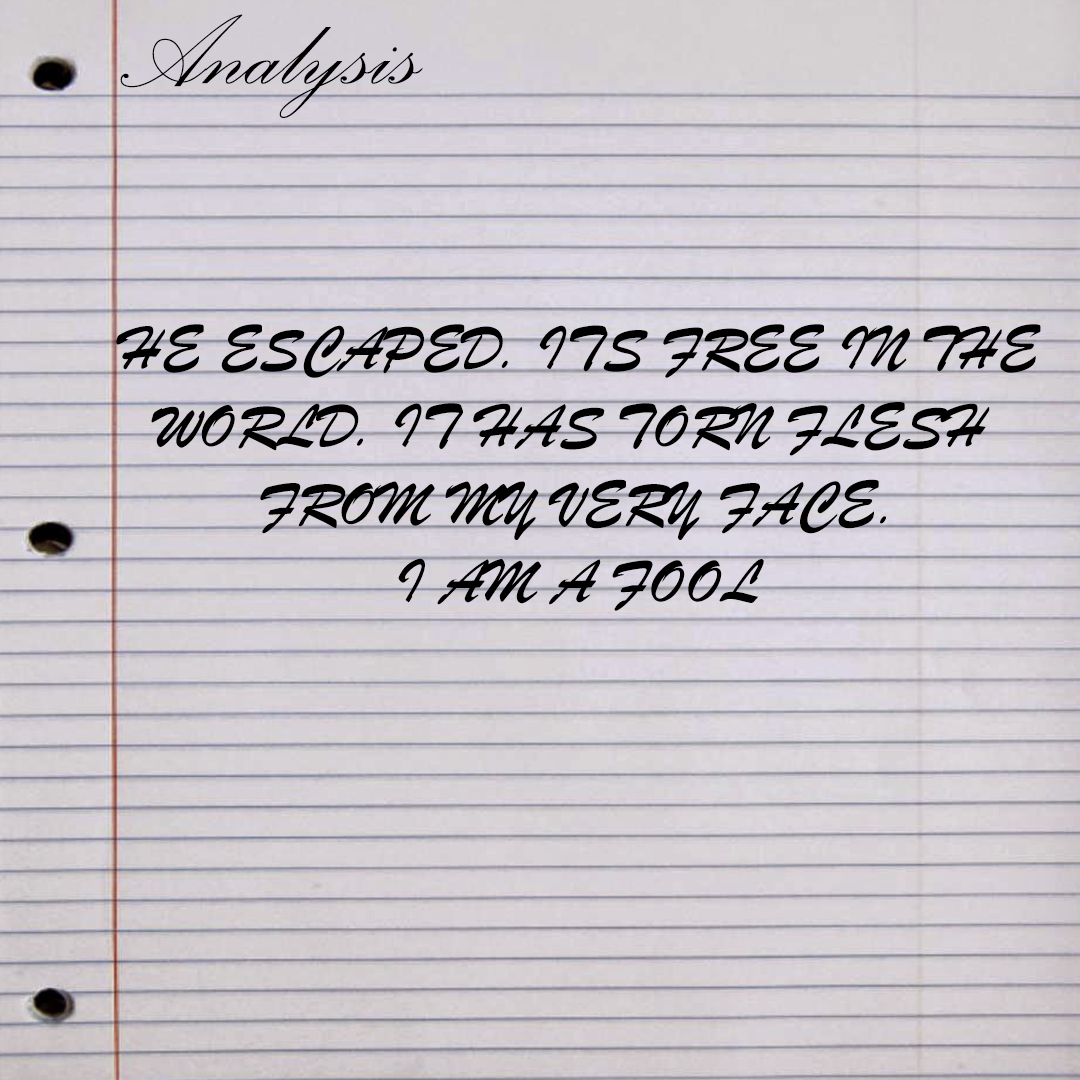 Analysis
HE ESCAPED. ITS FREE IN THE
WORLD. IT HAS TORN FLESH
FROM MY VERY FACE.
I AM A FOOL